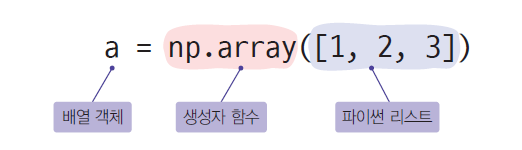 a = np.array([1, 2, 3])
배열 객체 생성자 함수 파이썬 리스트